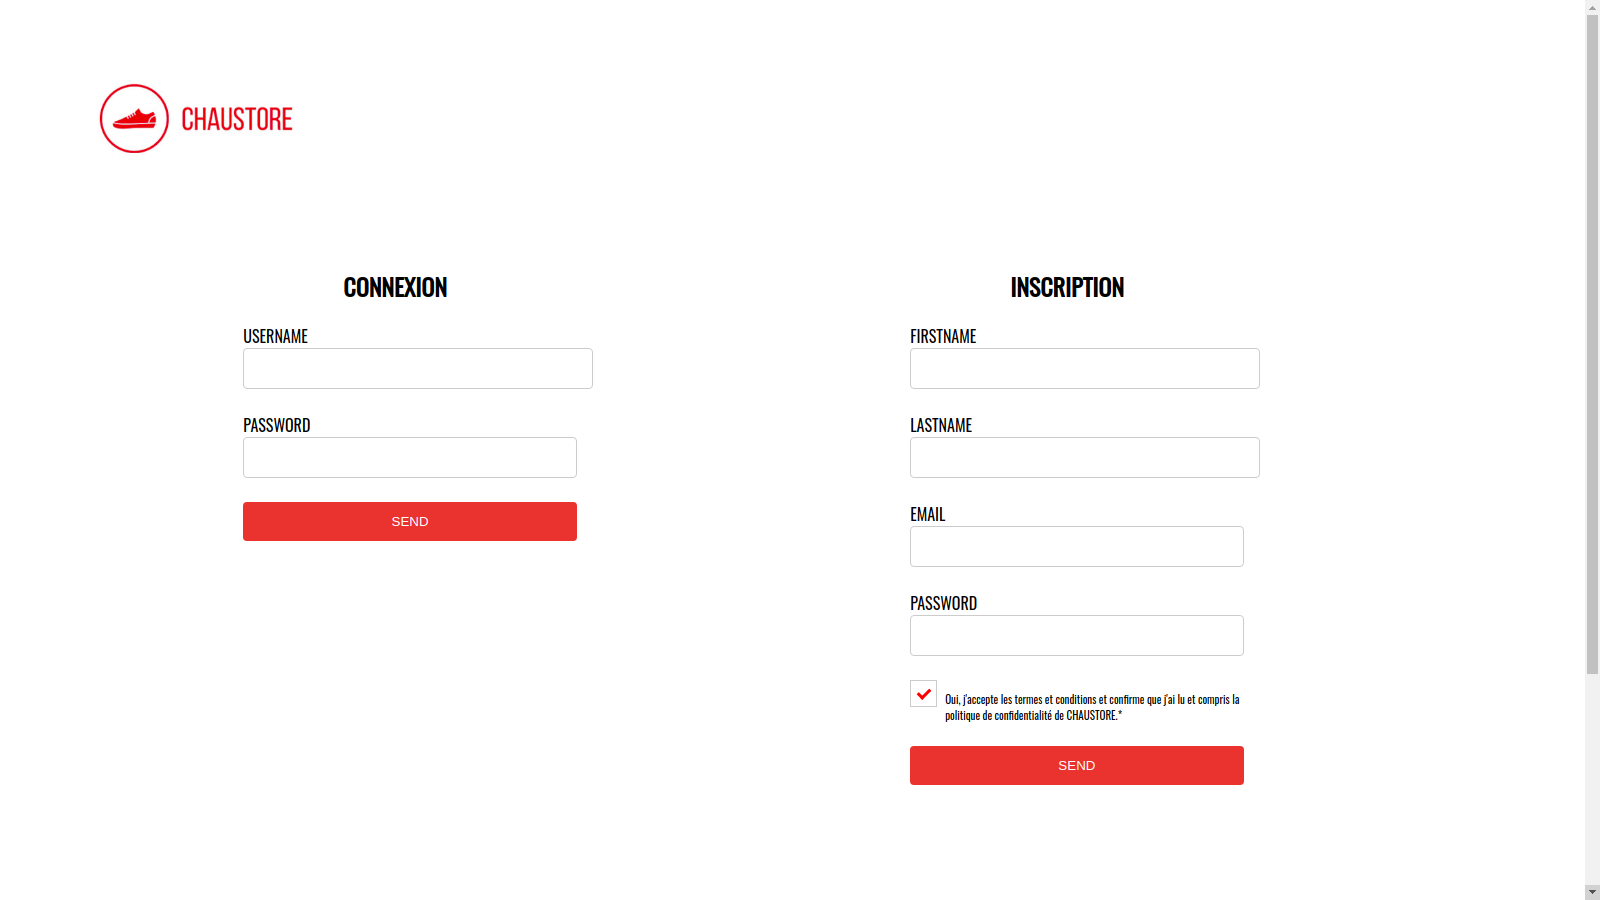 CHAUSTORE
CONNEXION
USERNAME
PASSWORD
SEND
INSCRIPTION
FIRSTNAME
LASTNAME
EMAIL
PASSWORD
Oui, j'accepte les termes et conditions et confirme que j'ai lu et compris la
politique de confidentialité de CHAUSTORE.*
SEND